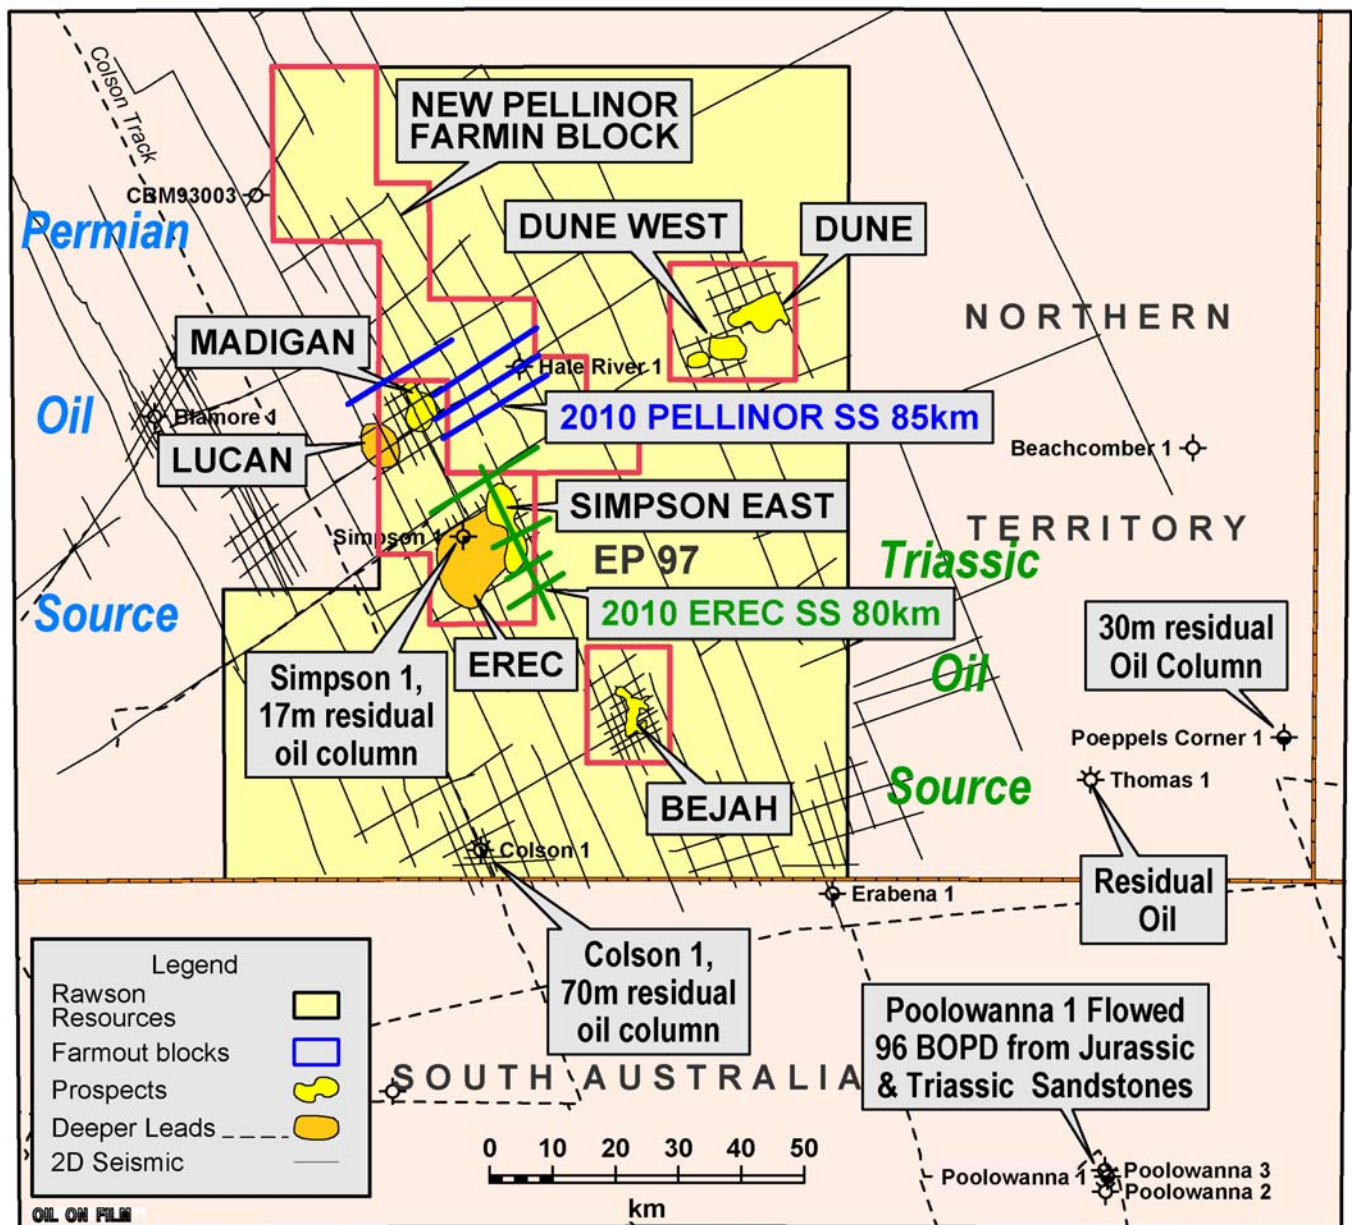 Colson Track
NEW PELLINOR
FARMIN BLOCK
CBM93003
Permian
DUNE WEST
DUNE
NORTHERN
MADIGAN
Hale River 1
Oil
Blamore 1
2010 PELLINOR SS 85km
LUCAN
Beachcomber 1
SIMPSON EAST
TERRITORY
Simpson 1
EP 97
Triassic
Source
2010 EREC SS 80km
30m residual
Oil Column
EREC
Oil
Simpson 1,
17m residual
oil column
Poeppels Corner 1
Thomas 1
Source
BEJAH
Colson 1
Residual
Oil
Erabena 1
Colson 1,
70m residual
oil column
Legend
Rawson
Resources
Farmout blocks
Prospects
Deeper Leads
2D Seismic
Poolowanna 1 Flowed
96 BOPD from Jurassic
& Triassic Sandstones
SOUTH AUSTRALIA
0 10 20 30 40 50
km
Poolowanna 1
Poolowanna 3
Poolowanna 2
OIL ON FILM